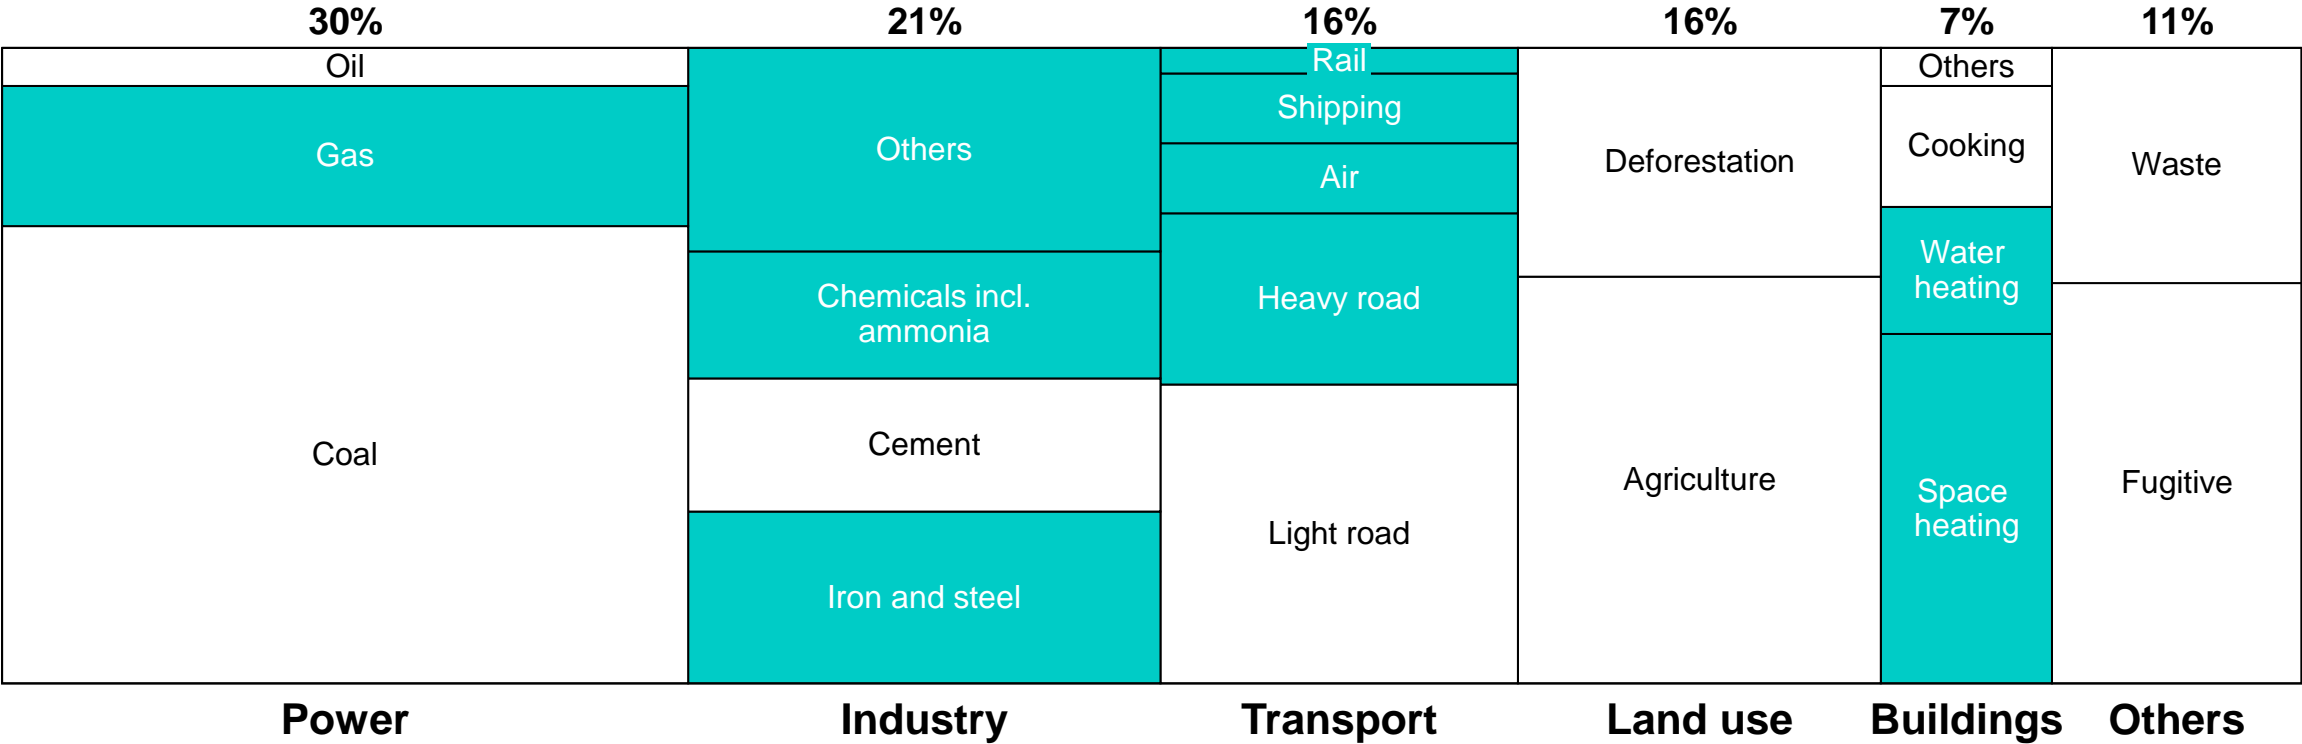 30%
21%
16%
16%
7%
11%
Oil
Gas
Coal
Others
Chemicals incl.
ammonia
Cement
Iron and steel
Rail
Shipping
Air
Heavy road
Light road
Deforestation
Agriculture
Others
Cooking
Water
heating
Space
heating
Waste
Fugitive
Power
Industry
Transport
Land use
Buildings
Others